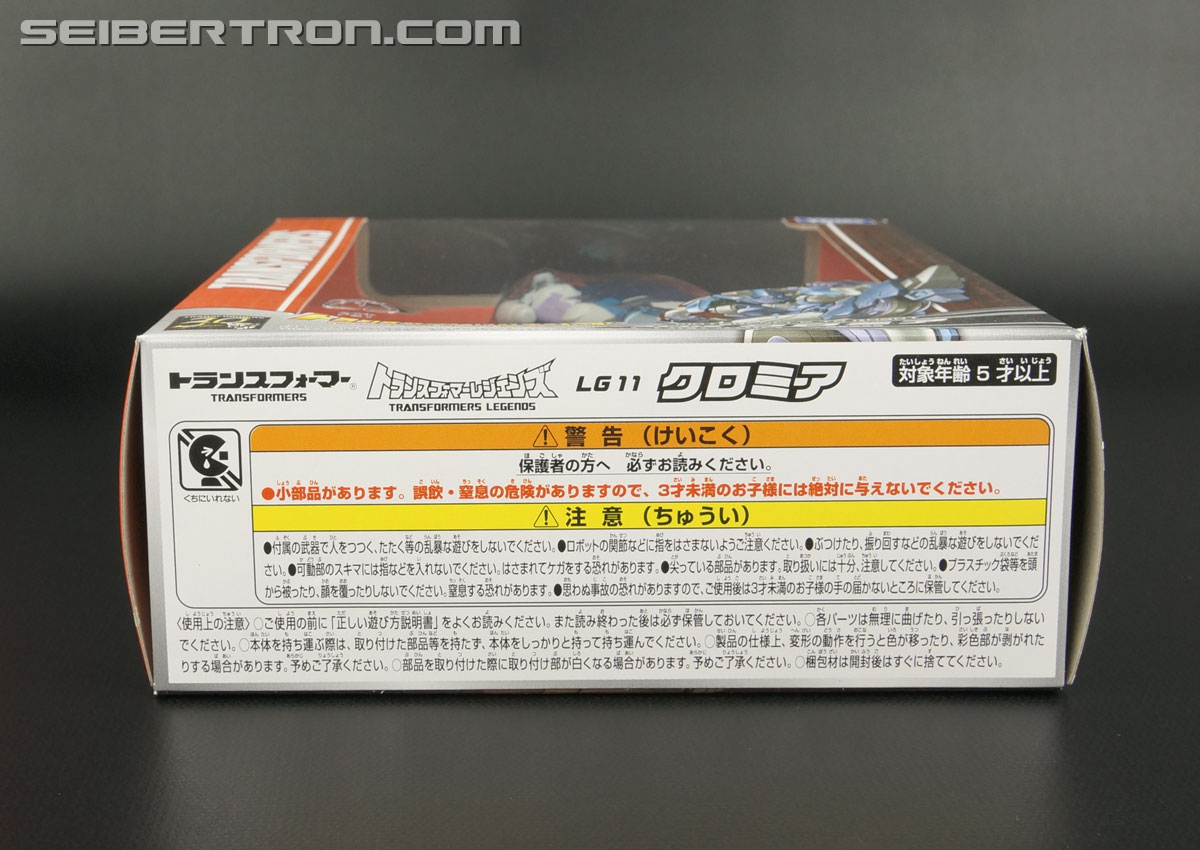 SEIBERTRON.com
TRANSFORMERS
トランスフォーマー®
TRANSFORMERS
トランスフォーマーレジェンズ
TRANSFORMERS LEGENDS
LG11 クロミア
たいしょうねんれい さいいじょう
対象年齢 5 才以上
くちにいれない
⚠警告（けいこく）
保護者の方へ 必ずお読みください。
●小部品があります。誤飲・窒息の危険がありますので、3才未満のお子様には絶対に与えないでください。
⚠注意（ちゅうい）
●付属の武器で人をつつく、たたく等の乱暴な遊びをしないでください。●ロボットの関節などに指をはさまないようご注意ください。●ぶつけたり、振り回すなどの乱暴な遊びをしないでくだ
さい。●可動部のスキマには指などを入れないでください。はさまれてケガをする恐れがあります。●尖っている部品があります。取り扱いには十分、注意してください。●プラスチック袋等を頭
から被ったり、顔を覆ったりしないでください。窒息する恐れがあります。●思わぬ事故の恐れがありますので、ご使用後は3才未満のお子様の手の届かないところに保管してください。
〈使用上の注意〉○ご使用の前に「正しい遊び方説明書」をよくお読みください。また読み終わった後は必ず保管しておいてください。○各パーツは無理に曲げたり、引っ張ったりしない
でください。○本体を持ち運ぶ際は、取り付けた部品等を持たず、本体をしっかりと持って持ち運んでください。○製品の仕様上、変形の動作を行うと色が移ったり、彩色部が剥がれた
りする場合があります。予めご了承ください。○部品を取り付けた際に取り付け部が白くなる場合があります。予めご了承ください。○梱包材は開封後はすぐに捨ててください。